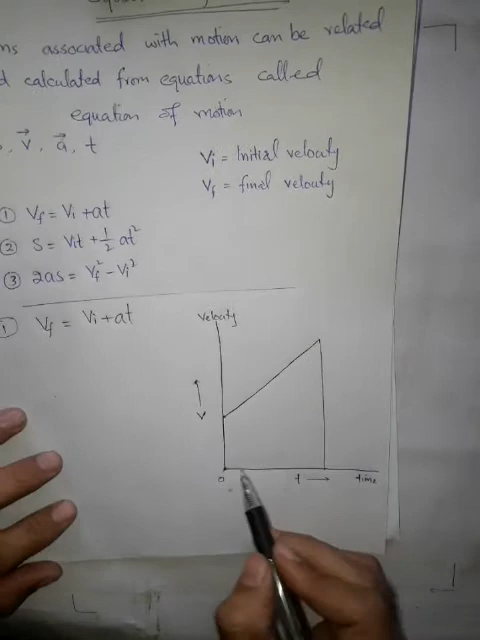 ns associated with motion can be related
d calculated from equations called
equation of motion
, v⃗, a⃗, t
Vi = Initial velocity
Vf = final velocity
① Vf = Vi + at
② S = Vit + ½ at²
③ 2as = Vf² - Vi²
① Vf = Vi + at
velocity
V
0 t → time